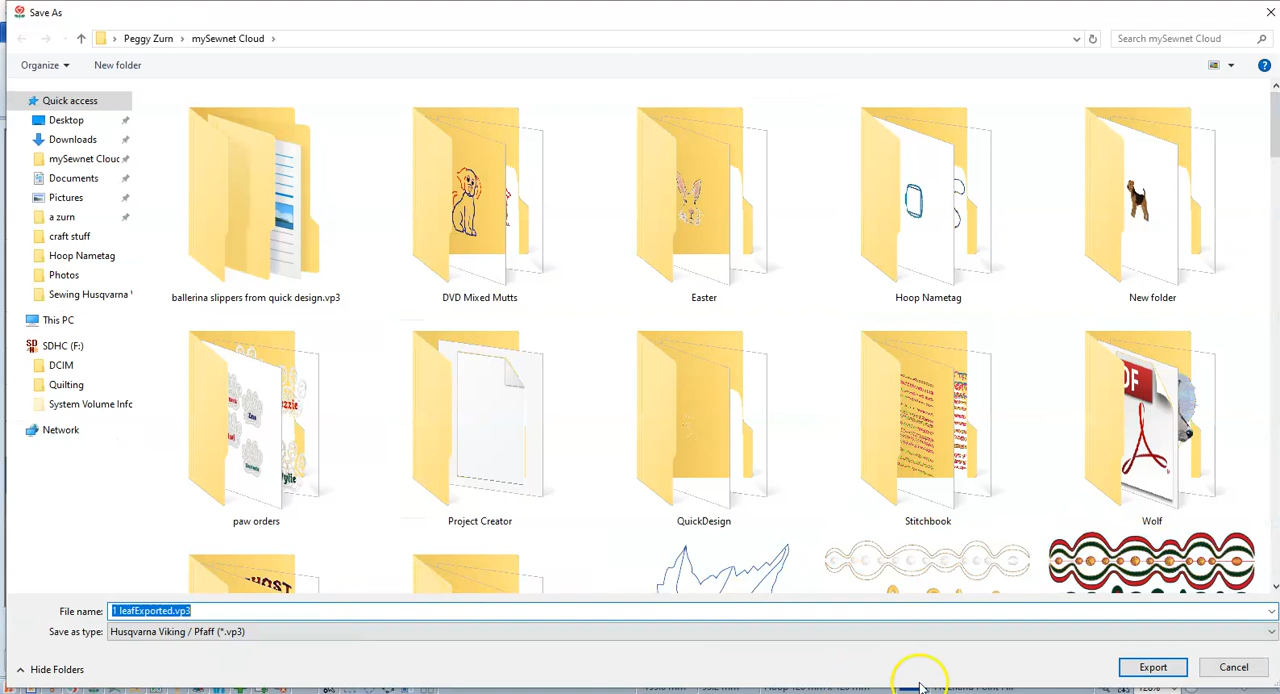 Save As
Peggy Zurn > mySewnet Cloud >
Search mySewnet Cloud
Organize
New folder
Quick access
Desktop
Downloads
mySewnet Cloud
Documents
Pictures
a zurn
craft stuff
Hoop Nametag
Photos
Sewing Husqvarna
This PC
SD
SDHC (F:)
DCIM
Quilting
System Volume Info
Network
ballerina slippers from quick design.vp3
DVD Mixed Mutts
Easter
Hoop Nametag
New folder
paw orders
Project Creator
QuickDesign
Stitchbook
Wolf
File name:
1 leafExported.vp3
Save as type:
Husqvarna Viking / Pfaff (*.vp3)
Hide Folders
Export
Cancel